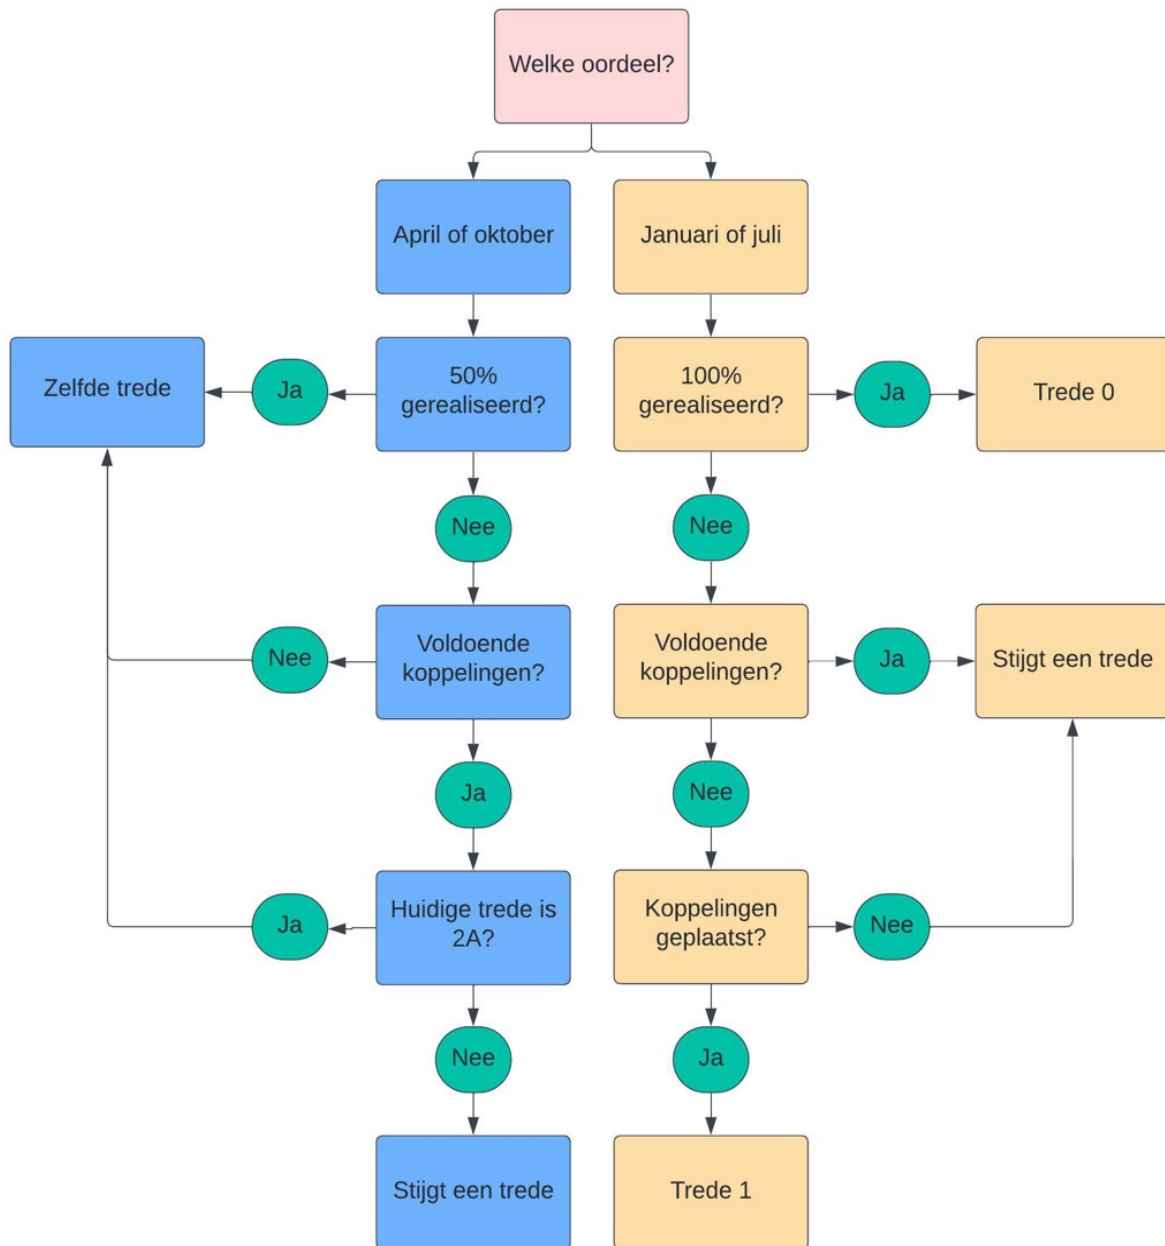 Welke oordeel?
April of oktober
Januari of juli
Zelfde trede
Ja
50%
gerealiseerd?
100%
gerealiseerd?
Ja
Trede 0
Nee
Nee
Nee
Voldoende
koppelingen?
Voldoende
koppelingen?
Ja
Stijgt een trede
Ja
Nee
Ja
Huidige trede is
2A?
Koppelingen
geplaatst?
Nee
Nee
Ja
Stijgt een trede
Trede 1